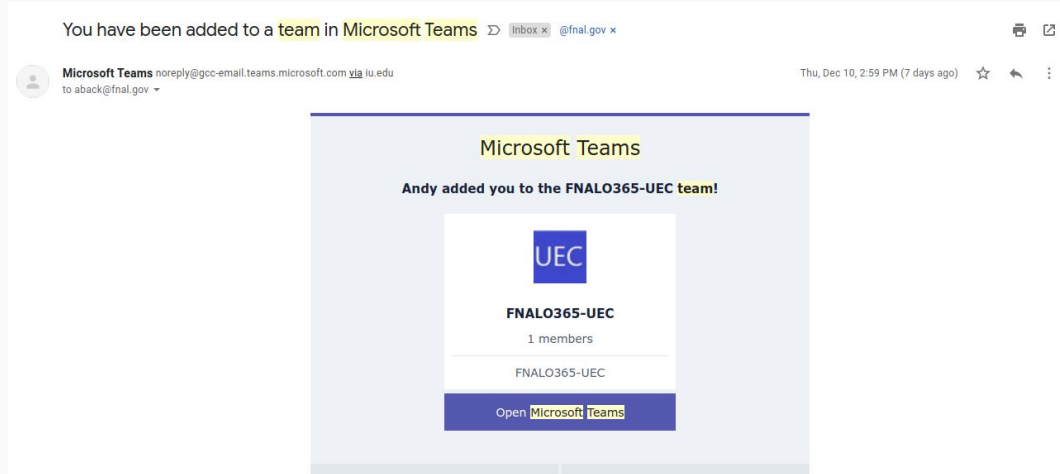 You have been added to a team in Microsoft Teams Inbox × @fnal.gov ×
Microsoft Teams noreply@gcc-email.teams.microsoft.com via iu.edu Thu, Dec 10, 2:59 PM (7 days ago)
to aback@fnal.gov
Microsoft Teams
Andy added you to the FNALO365-UEC team!
UEC
FNALO365-UEC
1 members
FNALO365-UEC
Open Microsoft Teams